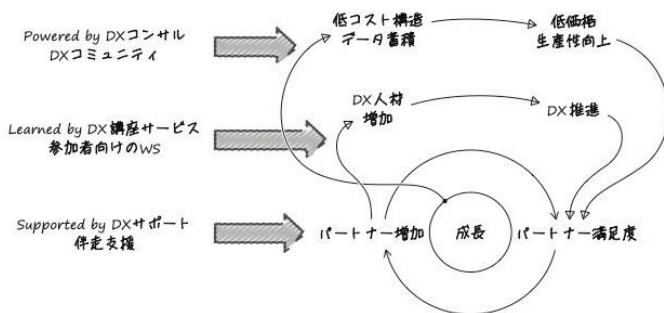 Powered by DXコンサル
DXコミュニティ
低コスト構造
データ蓄積
低価格
生産性向上
Learned by DX講座サービス
参加者向けのWS
DX人材
増加
DX推進
Supported by DXサポート
伴走支援
パートナー増加
成長
パートナー満足度